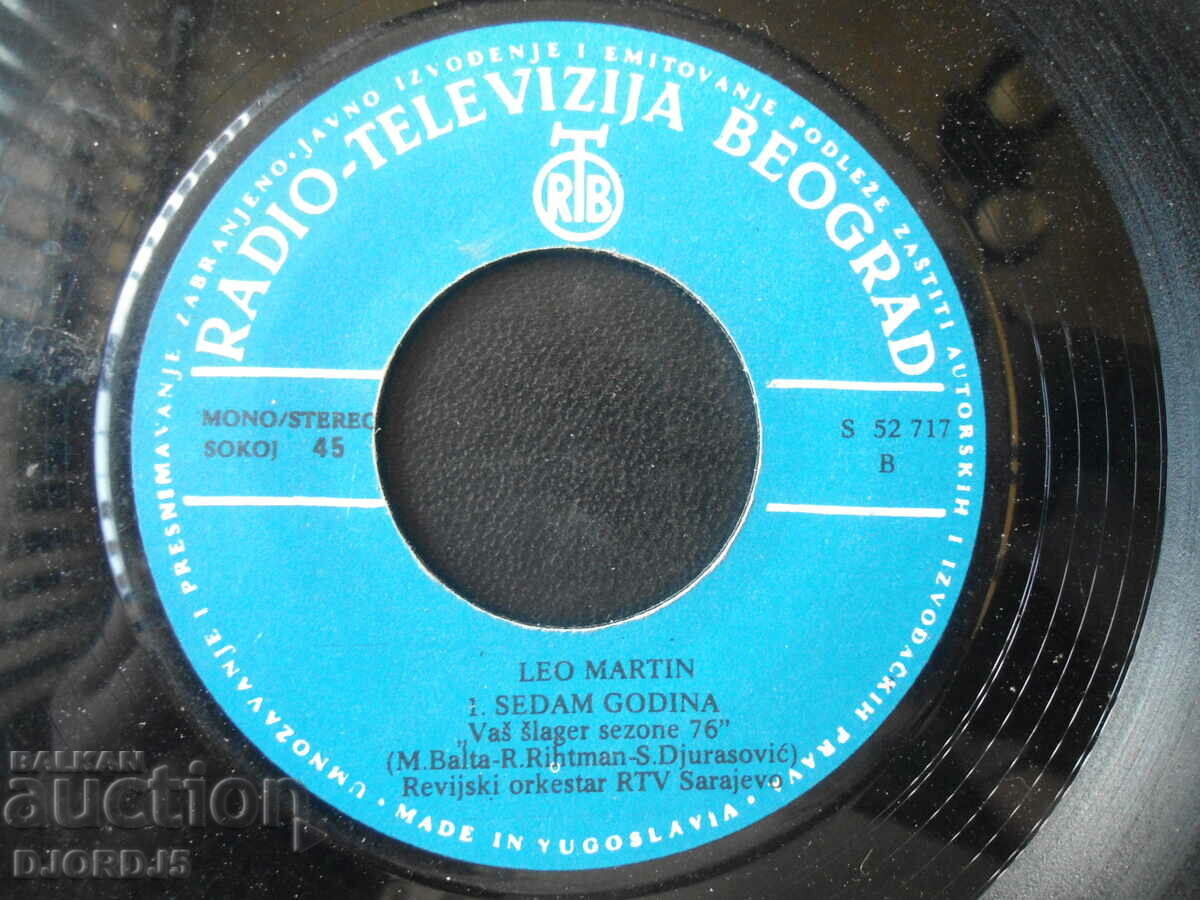 UMNOZAVANJE I PRESNIMAVANJE ZABRANJENO · JAVNO IZVOĐENJE I EMITOVANJE PODLEŽE ZAŠTITI AUTORSKIH I IZVOĐAČKIH PRAVA ·
RADIO-TELEVIZIJA BEOGRAD
RTB
MONO/STEREO
SOKOJ 45
S 52 717
B
LEO MARTIN
1. SEDAM GODINA
„Vaš šlager sezone 76”
(M.Balta-R.Rihtman-S.Djurasović)
Revijski orkestar RTV Sarajevo
· MADE IN YUGOSLAVIA ·
BALKAN
auction
DJORDJ5